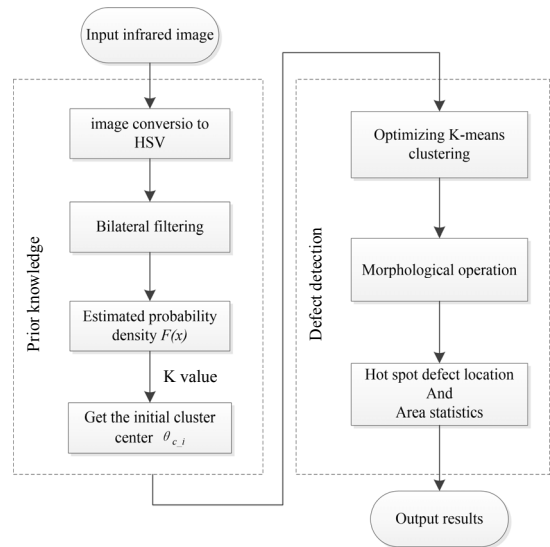 Input infrared image
Prior knowledge
image conversio to
HSV
Bilateral filtering
Estimated probability
density F(x)
K value
Get the initial cluster
center θc_i
Defect detection
Optimizing K-means
clustering
Morphological operation
Hot spot defect location
And
Area statistics
Output results